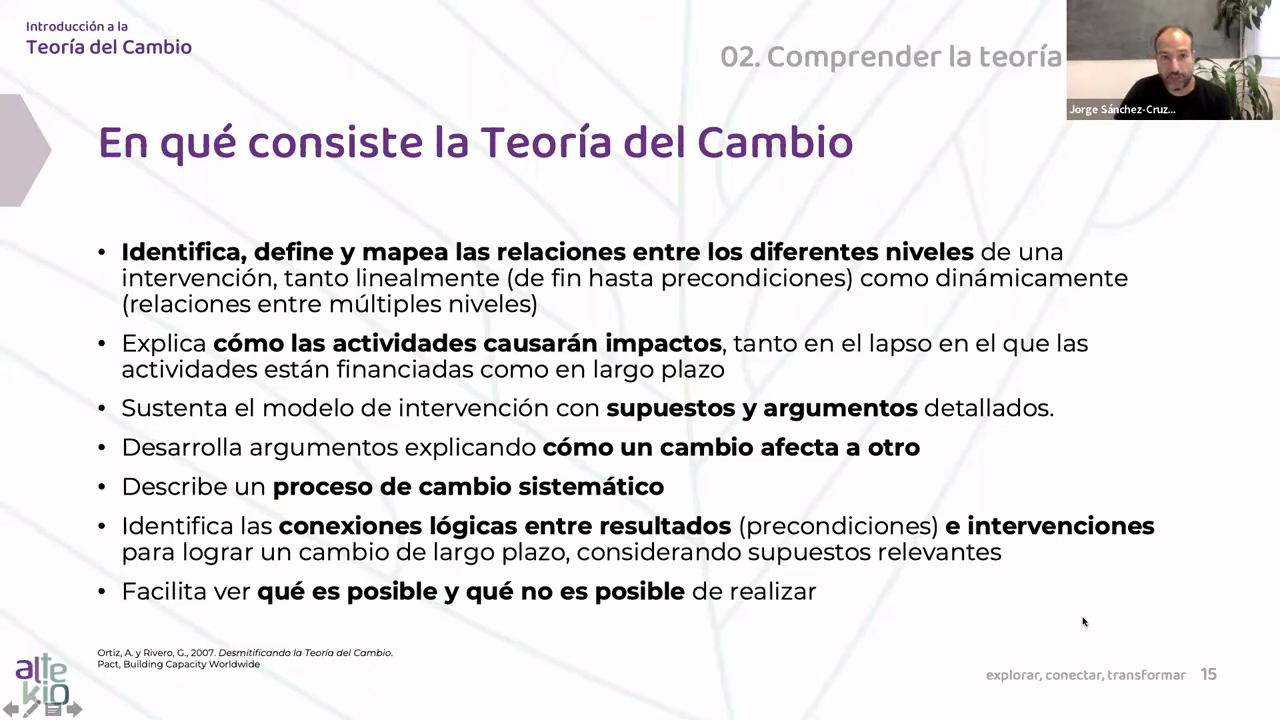 Introducción a la
Teoría del Cambio
02. Comprender la teoría
Jorge Sánchez-Cruz...
En qué consiste la Teoría del Cambio
• Identifica, define y mapea las relaciones entre los diferentes niveles de una
intervención, tanto linealmente (de fin hasta precondiciones) como dinámicamente
(relaciones entre múltiples niveles)
• Explica cómo las actividades causarán impactos, tanto en el lapso en el que las
actividades están financiadas como en largo plazo
• Sustenta el modelo de intervención con supuestos y argumentos detallados.
• Desarrolla argumentos explicando cómo un cambio afecta a otro
• Describe un proceso de cambio sistemático
• Identifica las conexiones lógicas entre resultados (precondiciones) e intervenciones
para lograr un cambio de largo plazo, considerando supuestos relevantes
• Facilita ver qué es posible y qué no es posible de realizar
Ortiz, A. y Rivero, G., 2007. Desmitificando la Teoría del Cambio.
Pact, Building Capacity Worldwide
alte
kio
explorar, conectar, transformar 15